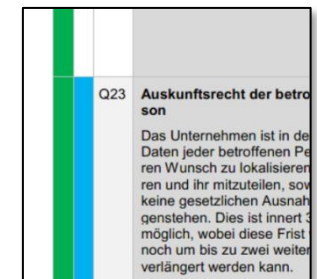 Q23 Auskunftsrecht der betro
son
Das Unternehmen ist in de
Daten jeder betroffenen Pe
ren Wunsch zu lokalisieren
ren und ihr mitzuteilen, sow
keine gesetzlichen Ausnah
genstehen. Dies ist innert 3
möglich, wobei diese Frist
noch um bis zu zwei weiter
verlängert werden kann.